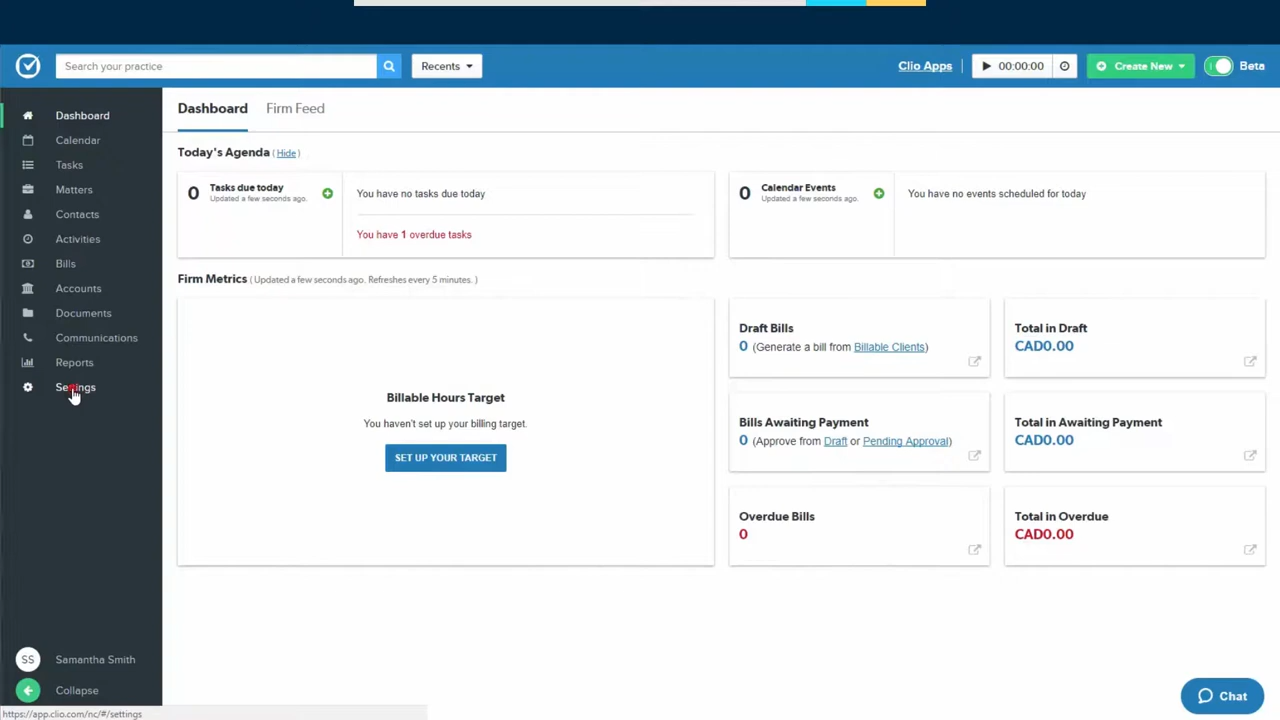 Search your practice
Recents
Clio Apps
00:00:00
Create New
Beta
Dashboard
Calendar
Tasks
Matters
Contacts
Activities
Bills
Accounts
Documents
Communications
Reports
Settings
SS Samantha Smith
Collapse
https://app.clio.com/nc/#/settings
Dashboard Firm Feed
Today's Agenda ( Hide )
0 Tasks due today
Updated a few seconds ago.
You have no tasks due today
You have 1 overdue tasks
0 Calendar Events
Updated a few seconds ago.
You have no events scheduled for today
Firm Metrics ( Updated a few seconds ago. Refreshes every 5 minutes. )
Billable Hours Target
You haven't set up your billing target.
SET UP YOUR TARGET
Draft Bills
0 (Generate a bill from Billable Clients)
Total in Draft
CAD0.00
Bills Awaiting Payment
0 (Approve from Draft or Pending Approval)
Total in Awaiting Payment
CAD0.00
Overdue Bills
0
Total in Overdue
CAD0.00
Chat